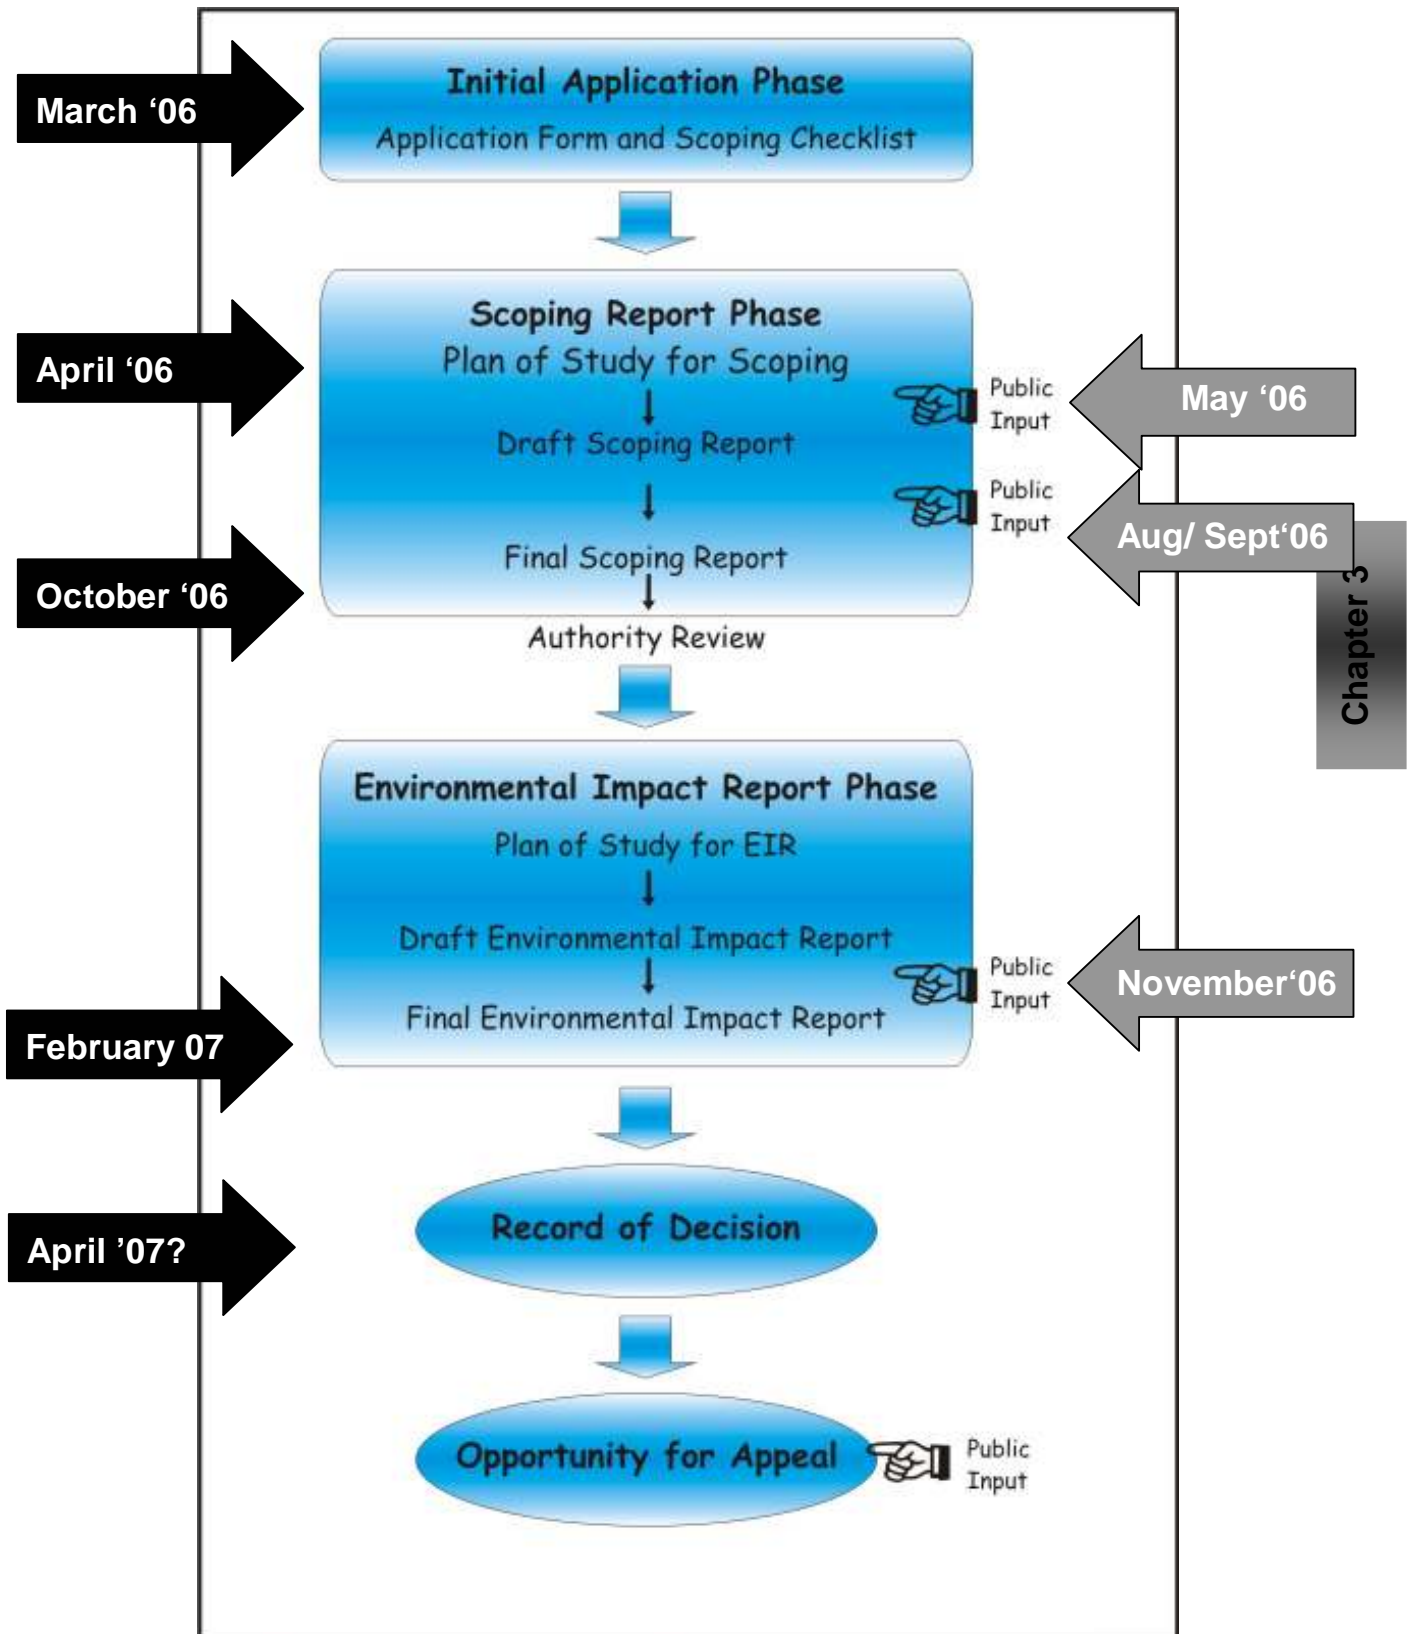 March ‘06
Initial Application Phase
Application Form and Scoping Checklist
April ‘06
Scoping Report Phase
Plan of Study for Scoping
Public
Input
May ‘06
Draft Scoping Report
Public
Input
Aug/ Sept‘06
Final Scoping Report
October ‘06
Authority Review
Chapter 3
Environmental Impact Report Phase
Plan of Study for EIR
Draft Environmental Impact Report
Public
Input
November‘06
Final Environmental Impact Report
February 07
Record of Decision
April ’07?
Opportunity for Appeal
Public
Input